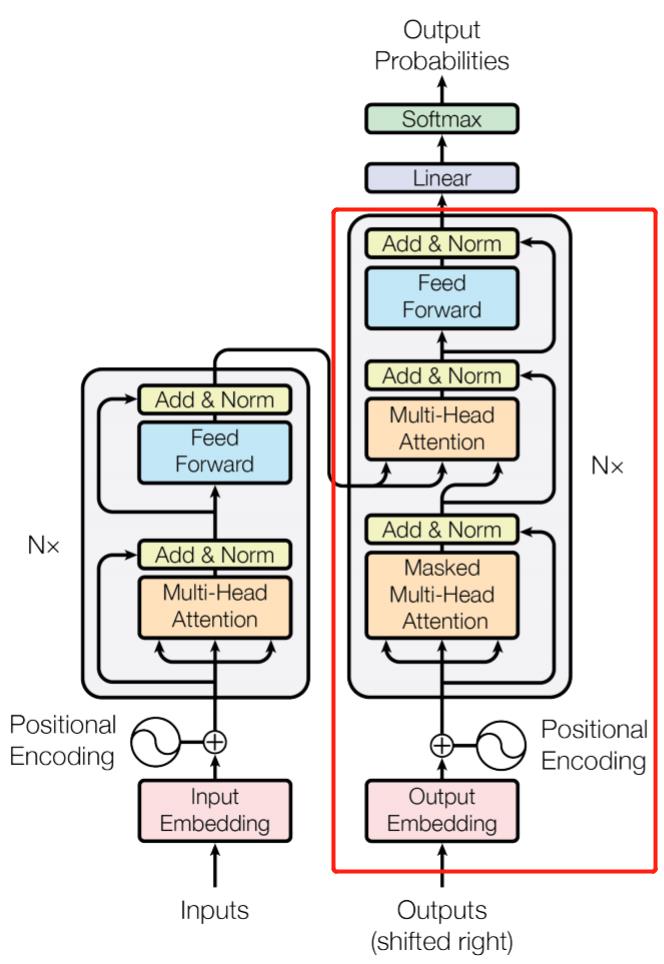 Output
Probabilities
Softmax
Linear
Add & Norm
Feed
Forward
Add & Norm
Multi-Head
Attention
Add & Norm
Masked
Multi-Head
Attention
Nx
Positional
Encoding
Output
Embedding
Outputs
(shifted right)
Add & Norm
Feed
Forward
Add & Norm
Multi-Head
Attention
Nx
Positional
Encoding
Input
Embedding
Inputs